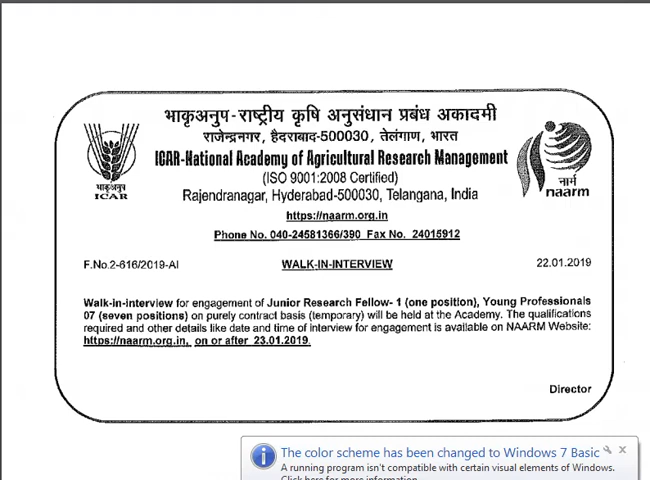 भाकृअनुप-राष्ट्रीय कृषि अनुसंधान प्रबंध अकादमी
राजेन्द्रनगर, हैदराबाद-500030, तेलंगाण, भारत
ICAR-National Academy of Agricultural Research Management
(ISO 9001:2008 Certified)
Rajendranagar, Hyderabad-500030, Telangana, India
https://naarm.org.in
Phone No. 040-24581366/390 Fax No. 24015912
भाकृअनुप
ICAR
नार्म
naarm
F.No.2-616/2019-AI WALK-IN-INTERVIEW 22.01.2019
Walk-in-interview for engagement of Junior Research Fellow- 1 (one position), Young Professionals
07 (seven positions) on purely contract basis (temporary) will be held at the Academy. The qualifications
required and other details like date and time of interview for engagement is available on NAARM Website:
https://naarm.org.in, on or after 23.01.2019.
Director
The color scheme has been changed to Windows 7 Basic
A running program isn't compatible with certain visual elements of Windows.
Click here for more information.